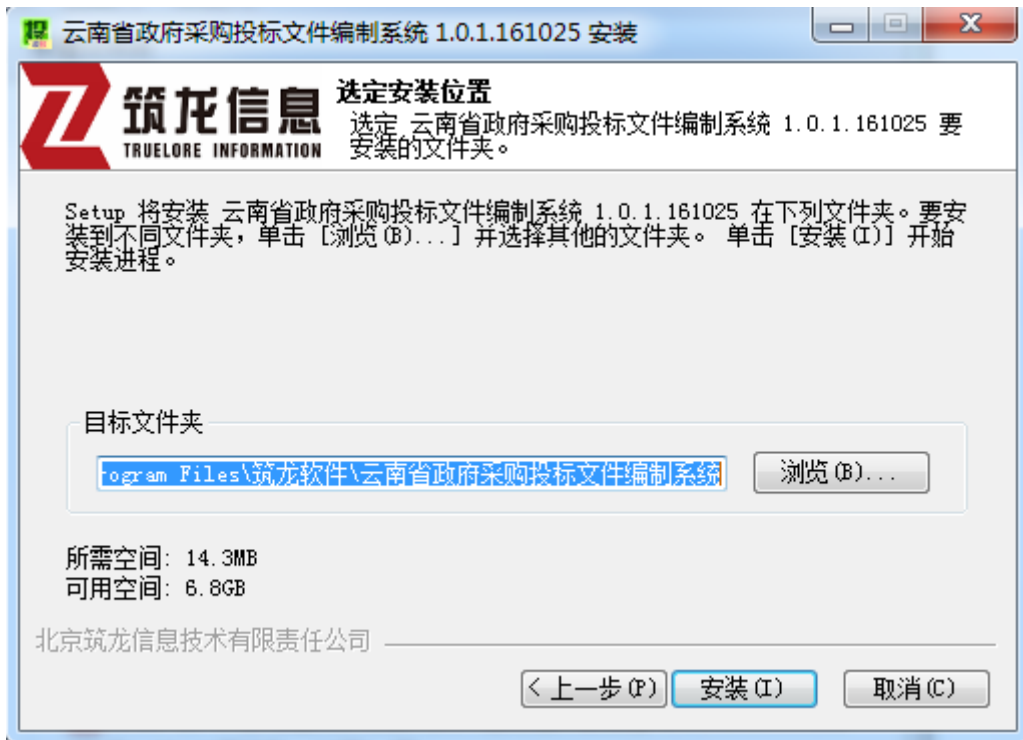 云南省政府采购投标文件编制系统 1.0.1.161025 安装
筑龙信息
TRUELORE INFORMATION
选定安装位置
选定 云南省政府采购投标文件编制系统 1.0.1.161025 要
安装的文件夹。
Setup 将安装 云南省政府采购投标文件编制系统 1.0.1.161025 在下列文件夹。要安
装到不同文件夹，单击 [浏览(B)...] 并选择其他的文件夹。 单击 [安装(I)] 开始
安装进程。
目标文件夹
rogram Files\筑龙软件\云南省政府采购投标文件编制系统
浏览(B)...
所需空间: 14.3MB
可用空间: 6.8GB
北京筑龙信息技术有限责任公司
< 上一步(P)
安装(I)
取消(C)